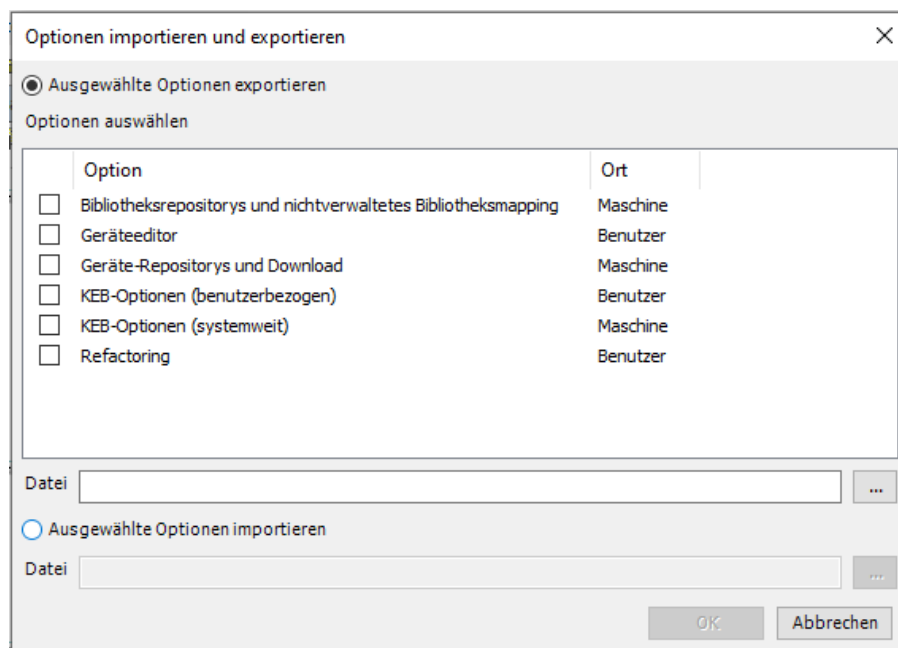 Optionen importieren und exportieren
Ausgewählte Optionen exportieren
Optionen auswählen
Option Ort
Bibliotheksrepositorys und nichtverwaltetes Bibliotheksmapping Maschine
Geräteeditor Benutzer
Geräte-Repositorys und Download Maschine
KEB-Optionen (benutzerbezogen) Benutzer
KEB-Optionen (systemweit) Maschine
Refactoring Benutzer
Datei ...
Ausgewählte Optionen importieren
Datei ...
OK Abbrechen